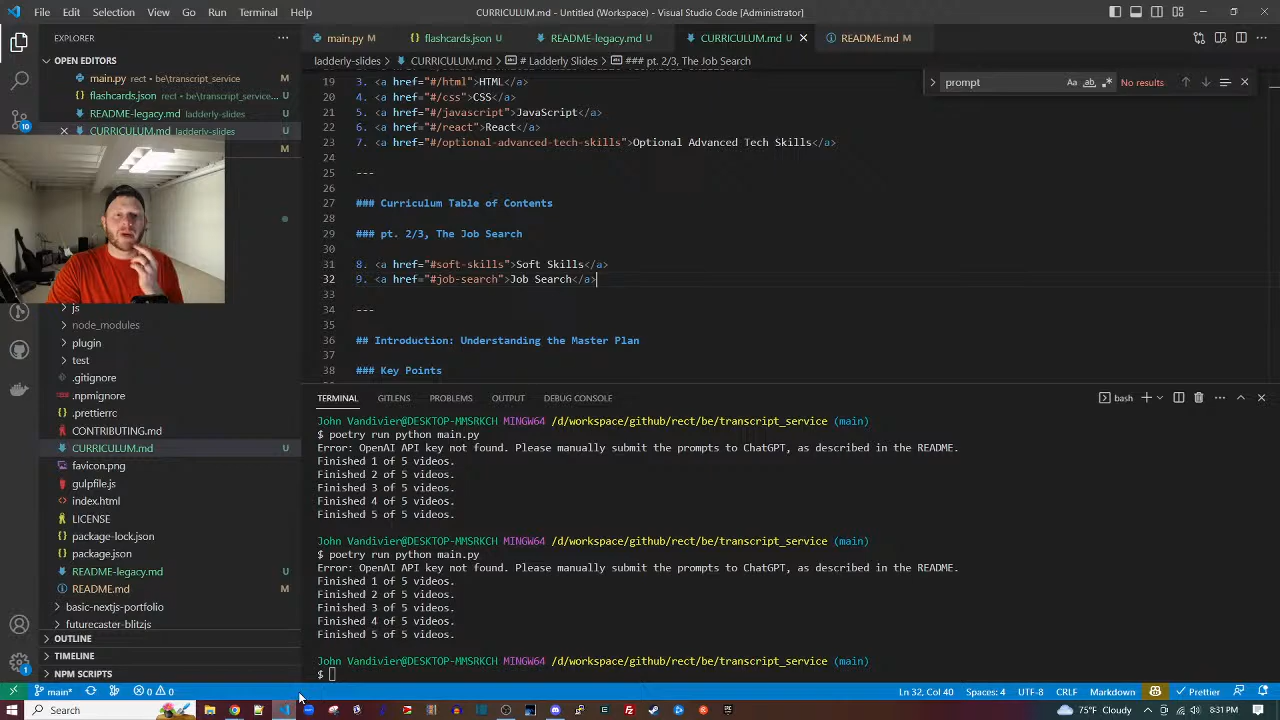 File Edit Selection View Go Run Terminal Help CURRICULUM.md - Untitled (Workspace) - Visual Studio Code [Administrator]
EXPLORER
OPEN EDITORS
main.py rect • be\transcript_service M
flashcards.json rect • be\transcript_service... U
README-legacy.md ladderly-slides U
CURRICULUM.md ladderly-slides U
M
js
node_modules
plugin
test
.gitignore
.npmignore
.prettierrc
CONTRIBUTING.md
CURRICULUM.md U
favicon.png
gulpfile.js
index.html
LICENSE
package-lock.json
package.json
README-legacy.md U
README.md M
basic-nextjs-portfolio
futurecaster-blitzjs
OUTLINE
TIMELINE
NPM SCRIPTS
10
1
main.py M flashcards.json U README-legacy.md U CURRICULUM.md U README.md M
ladderly-slides > CURRICULUM.md > # Ladderly Slides > ### pt. 2/3, The Job Search
prompt Aa ab No results
19 3. <a href="#/html">HTML</a>
20 4. <a href="#/css">CSS</a>
21 5. <a href="#/javascript">JavaScript</a>
22 6. <a href="#/react">React</a>
23 7. <a href="#/optional-advanced-tech-skills">Optional Advanced Tech Skills</a>
24
25 ---
26
27 ### Curriculum Table of Contents
28
29 ### pt. 2/3, The Job Search
30
31 8. <a href="#soft-skills">Soft Skills</a>
32 9. <a href="#job-search">Job Search</a>
33
34 ---
35
36 ## Introduction: Understanding the Master Plan
37
38 ### Key Points
TERMINAL GITLENS PROBLEMS OUTPUT DEBUG CONSOLE bash
John Vandivier@DESKTOP-MMSRKCH MINGW64 /d/workspace/github/rect/be/transcript_service (main)
$ poetry run python main.py
Error: OpenAI API key not found. Please manually submit the prompts to ChatGPT, as described in the README.
Finished 1 of 5 videos.
Finished 2 of 5 videos.
Finished 3 of 5 videos.
Finished 4 of 5 videos.
Finished 5 of 5 videos.
John Vandivier@DESKTOP-MMSRKCH MINGW64 /d/workspace/github/rect/be/transcript_service (main)
$ poetry run python main.py
Error: OpenAI API key not found. Please manually submit the prompts to ChatGPT, as described in the README.
Finished 1 of 5 videos.
Finished 2 of 5 videos.
Finished 3 of 5 videos.
Finished 4 of 5 videos.
Finished 5 of 5 videos.
John Vandivier@DESKTOP-MMSRKCH MINGW64 /d/workspace/github/rect/be/transcript_service (main)
$
main* 0 0 Ln 32, Col 40 Spaces: 4 UTF-8 CRLF Markdown Prettier
Search 75°F Cloudy 8:31 PM